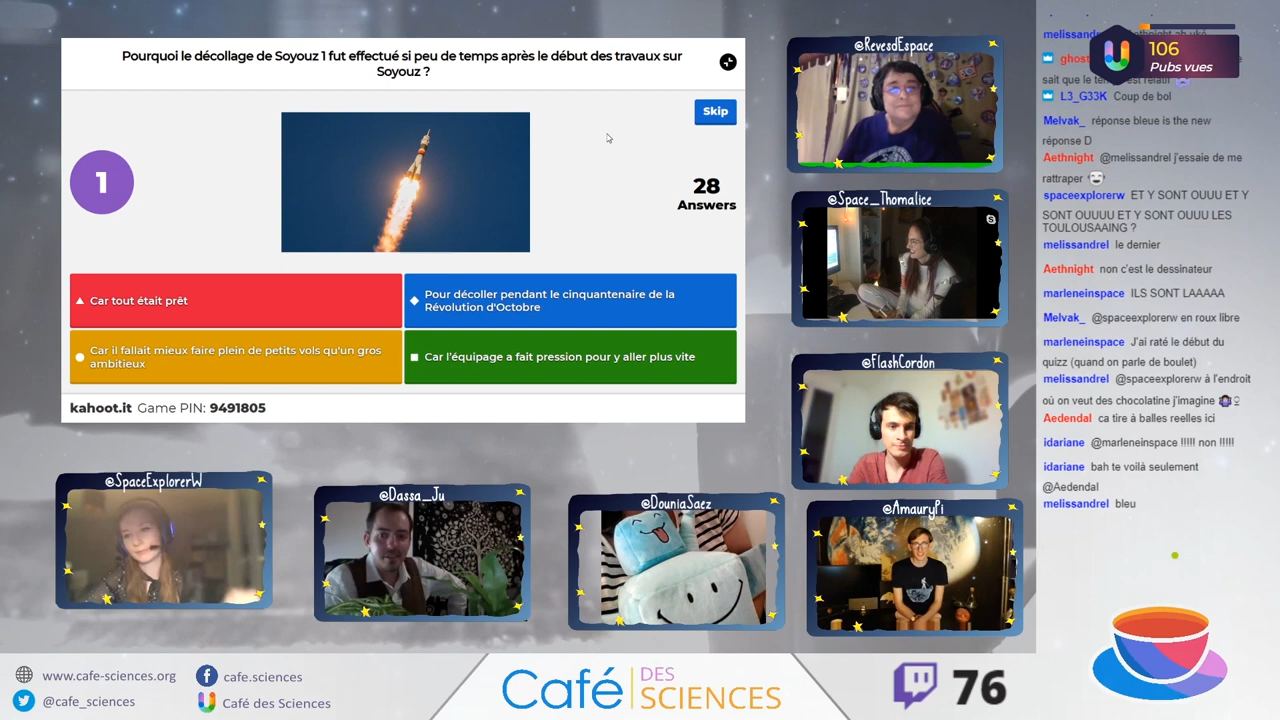 Pourquoi le décollage de Soyouz 1 fut effectué si peu de temps après le début des travaux sur
Soyouz ?
Skip
1
28
Answers
Car tout était prêt
Pour décoller pendant le cinquantenaire de la
Révolution d'Octobre
Car il fallait mieux faire plein de petits vols qu'un gros
ambitieux
Car l'équipage a fait pression pour y aller plus vite
kahoot.it Game PIN: 9491805
@RevesdEspace
@Space_Thomalice
@FlashCordon
@SpaceExplorerW
@Dassa_Ju
@DouniaSaez
@AmauryPi
106
Pubs vues
melissandr
ghost
sait que le
est relatif
L3_G33K Coup de bol
Melvak_ réponse bleue is the new
réponse D
Aethnight @melissandrel j'essaie de me
rattraper
spaceexplorerw ET Y SONT OUUU ET Y
SONT OUUUU ET Y SONT OUUU LES
TOULOUSAAING ?
melissandrel le dernier
Aethnight non c'est le dessinateur
marleneinspace ILS SONT LAAAAA
Melvak_ @spaceexplorerw en roux libre
marleneinspace J'ai raté le début du
quizz (quand on parle de boulet)
melissandrel @spaceexplorerw à l'endroit
où on veut des chocolatine j'imagine
Aedendal ca tire à balles reelles ici
idariane @marleneinspace !!!!! non !!!!!
idariane bah te voilà seulement
@Aedendal
melissandrel bleu
www.cafe-sciences.org
cafe.sciences
@cafe_sciences
Café des Sciences
Café DES
SCIENCES
76